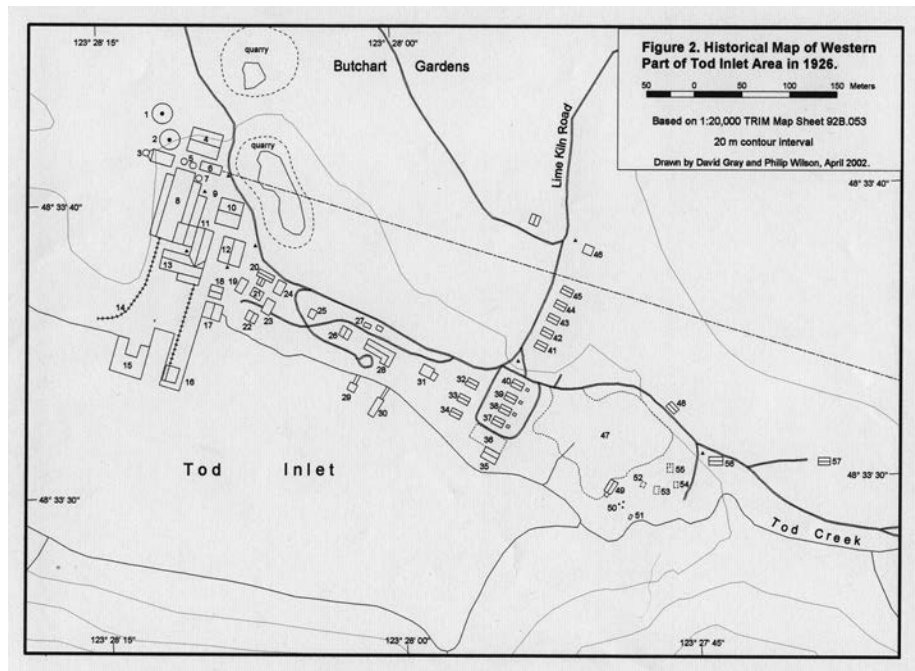 123° 28' 15"
123° 28' 00"
quarry
Butchart
Gardens
Figure 2. Historical Map of Western
Part of Tod Inlet Area in 1926.
50 0 50 100 150 Meters
Based on 1:20,000 TRIM Map Sheet 92B.053
20 m contour interval
Drawn by David Gray and Philip Wilson, April 2002.
1
2
4
quarry
3
5
6
7
Lime Kiln Road
48 33' 40"
48° 33' 40"
8
9
10
11
12
46
13
20
18
19
24
45
14
17
22
23
25
44
43
26
27
42
41
15
16
28
29
30
31
32
33
34
40
39
38
37
36
35
48
47
Tod Inlet
55
56
57
48° 33' 30"
48° 33' 30"
49
52
53
54
50
51
Tod Creek
123° 28' 15"
123° 28' 00"
123° 27' 45"